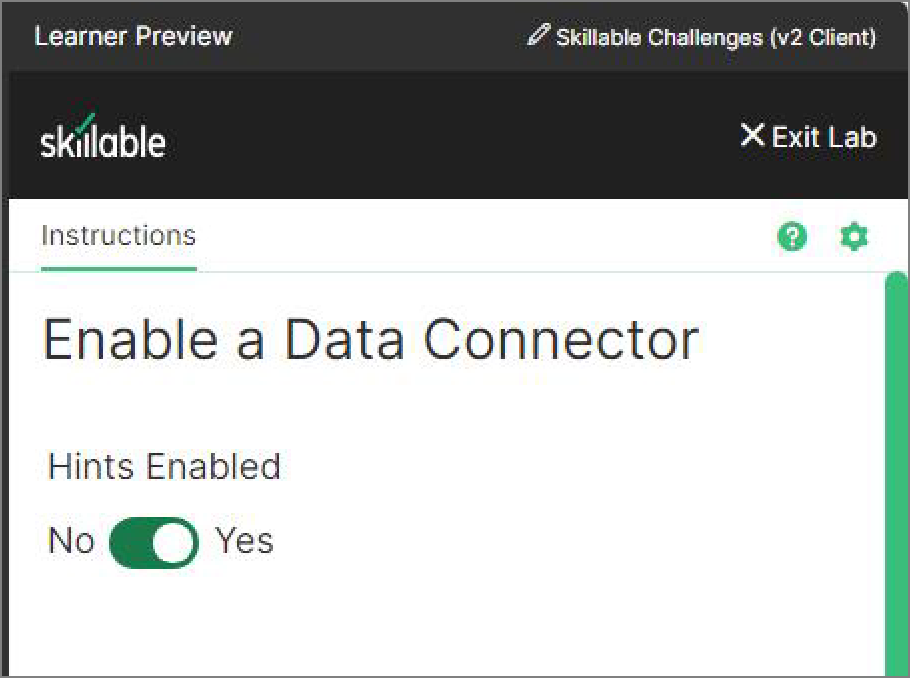 Learner Preview
Skillable Challenges (v2 Client)
skillable
Exit Lab
Instructions
Enable a Data Connector
Hints Enabled
No Yes